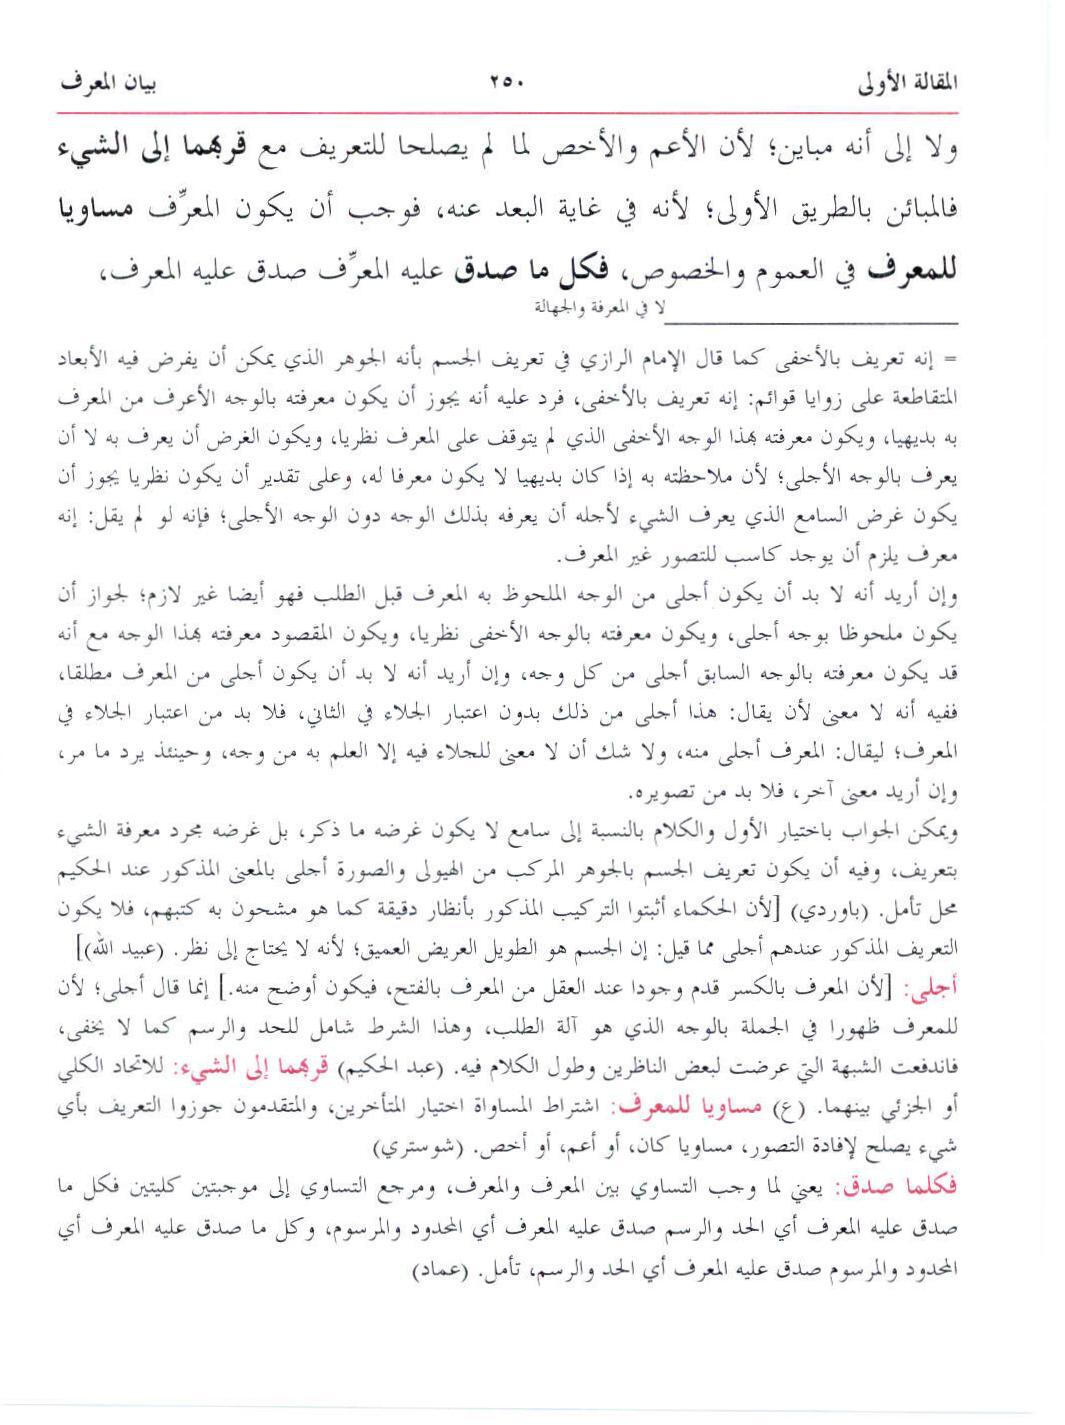 المقالة الأولى ٢٥٠ بيان المعرف
ولا إلى أنه مباين؛ لأن الأعم والأخص لما لم يصلحا للتعريف مع قربهما إلى الشيء
فالمبائن بالطريق الأولى؛ لأنه في غاية البعد عنه، فوجب أن يكون المعرِّف مساويا
للمعرف في العموم والخصوص، فكل ما صدق عليه المعرِّف صدق عليه المعرف،
لا في المعرفة والجهالة
= إنه تعريف بالأخفى كما قال الإمام الرازي في تعريف الجسم بأنه الجوهر الذي يمكن أن يفرض فيه الأبعاد
المتقاطعة على زوايا قوائم: إنه تعريف بالأخفى، فرد عليه أنه يجوز أن يكون معرفته بالوجه الأعرف من المعرف
به بديهيا، ويكون معرفته بهذا الوجه الأخفى الذي لم يتوقف على المعرف نظريا، ويكون الغرض أن يعرف به لا أن
يعرف بالوجه الأجلى؛ لأن ملاحظته به إذا كان بديهيا لا يكون معرفا له، وعلى تقدير أن يكون نظريا يجوز أن
يكون غرض السامع الذي يعرف الشيء لأجله أن يعرفه بذلك الوجه دون الوجه الأجلى؛ فإنه لو لم يقل: إنه
معرف يلزم أن يوجد كاسب للتصور غير المعرف.
وإن أريد أنه لا بد أن يكون أجلى من الوجه الملحوظ به المعرف قبل الطلب فهو أيضا غير لازم؛ لجواز أن
يكون ملحوظا بوجه أجلى، ويكون معرفته بالوجه الأخفى نظريا، ويكون المقصود معرفته بهذا الوجه مع أنه
قد يكون معرفته بالوجه السابق أجلى من كل وجه، وإن أريد أنه لا بد أن يكون أجلى من المعرف مطلقا،
ففيه أنه لا معنى لأن يقال: هذا أجلى من ذلك بدون اعتبار الجلاء في الثاني، فلا بد من اعتبار الجلاء في
المعرف؛ ليقال: المعرف أجلى منه، ولا شك أن لا معنى للجلاء فيه إلا العلم به من وجه، وحينئذ يرد ما مر،
وإن أريد معنى آخر، فلا بد من تصويره.
ويمكن الجواب باختيار الأول والكلام بالنسبة إلى سامع لا يكون غرضه ما ذكر، بل غرضه مجرد معرفة الشيء
بتعريف، وفيه أن يكون تعريف الجسم بالجوهر المركب من الهيولى والصورة أجلى بالمعنى المذكور عند الحكيم
محل تأمل. (باوردي) [لأن الحكماء أثبتوا التركيب المذكور بأنظار دقيقة كما هو مشحون به كتبهم، فلا يكون
التعريف المذكور عندهم أجلى مما قيل: إن الجسم هو الطويل العريض العميق؛ لأنه لا يحتاج إلى نظر. (عبيد الله)]
أجلى: [لأن المعرف بالكسر قدم وجودا عند العقل من المعرف بالفتح، فيكون أوضح منه.] إنما قال أجلى؛ لأن
للمعرف ظهورا في الجملة بالوجه الذي هو آلة الطلب، وهذا الشرط شامل للحد والرسم كما لا يخفى،
فاندفعت الشبهة التي عرضت لبعض الناظرين وطول الكلام فيه. (عبد الحكيم) قربهما إلى الشيء: للاتحاد الكلي
أو الجزئي بينهما. (ع) مساويا للمعرف: اشتراط المساواة اختيار المتأخرين، والمتقدمون جوزوا التعريف بأي
شيء يصلح لإفادة التصور، مساويا كان، أو أعم، أو أخص. (شوستري)
فكلما صدق: يعني لما وجب التساوي بين المعرف والمعرف، ومرجع التساوي إلى موجبتين كليتين فكل ما
صدق عليه المعرف أي الحد والرسم صدق عليه المعرف أي المحدود والمرسوم، وكل ما صدق عليه المعرف أي
المحدود والمرسوم صدق عليه المعرف أي الحد والرسم، تأمل. (عماد)